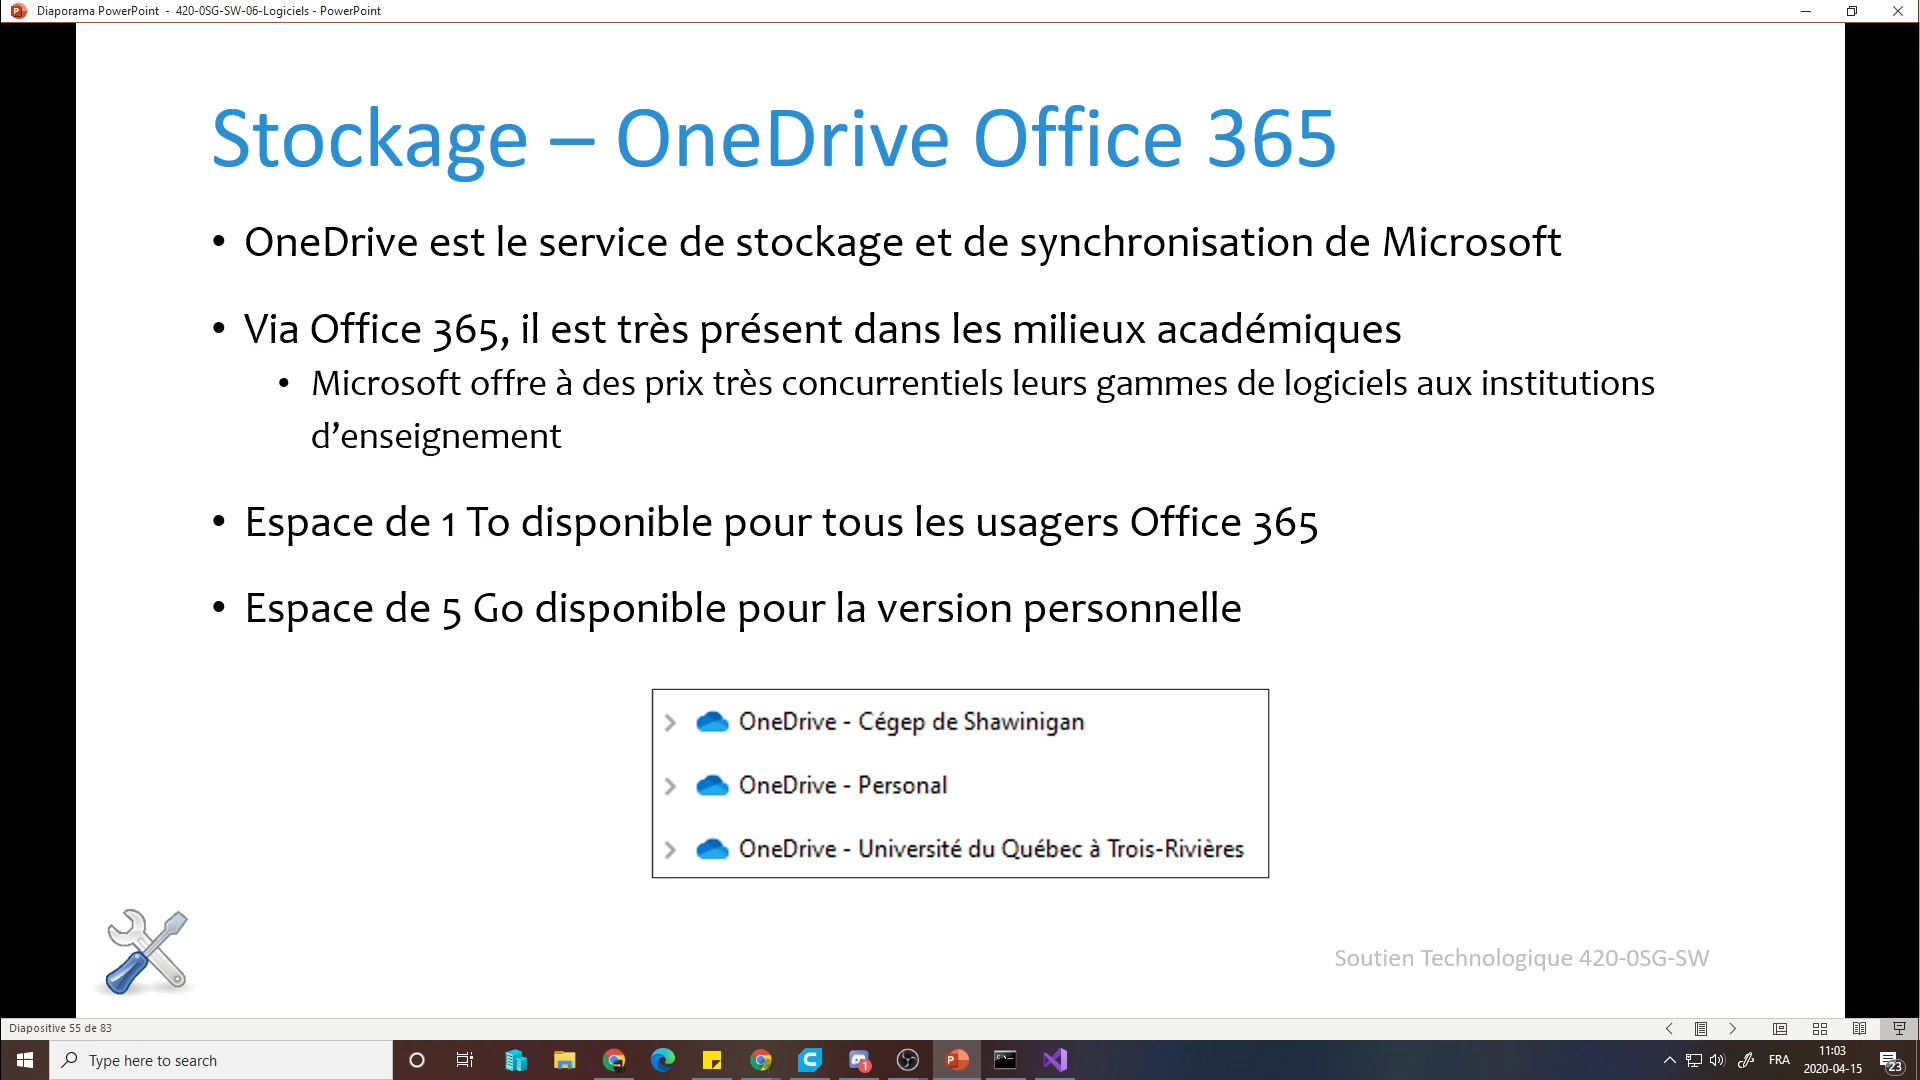 Diaporama PowerPoint - 420-0SG-SW-06-Logiciels - PowerPoint
Stockage – OneDrive Office 365
• OneDrive est le service de stockage et de synchronisation de Microsoft
• Via Office 365, il est très présent dans les milieux académiques
• Microsoft offre à des prix très concurrentiels leurs gammes de logiciels aux institutions
d’enseignement
• Espace de 1 To disponible pour tous les usagers Office 365
• Espace de 5 Go disponible pour la version personnelle
OneDrive - Cégep de Shawinigan
OneDrive - Personal
OneDrive - Université du Québec à Trois-Rivières
Soutien Technologique 420-0SG-SW
Diapositive 55 de 83
Type here to search
1
FRA
11:03
2020-04-15
23